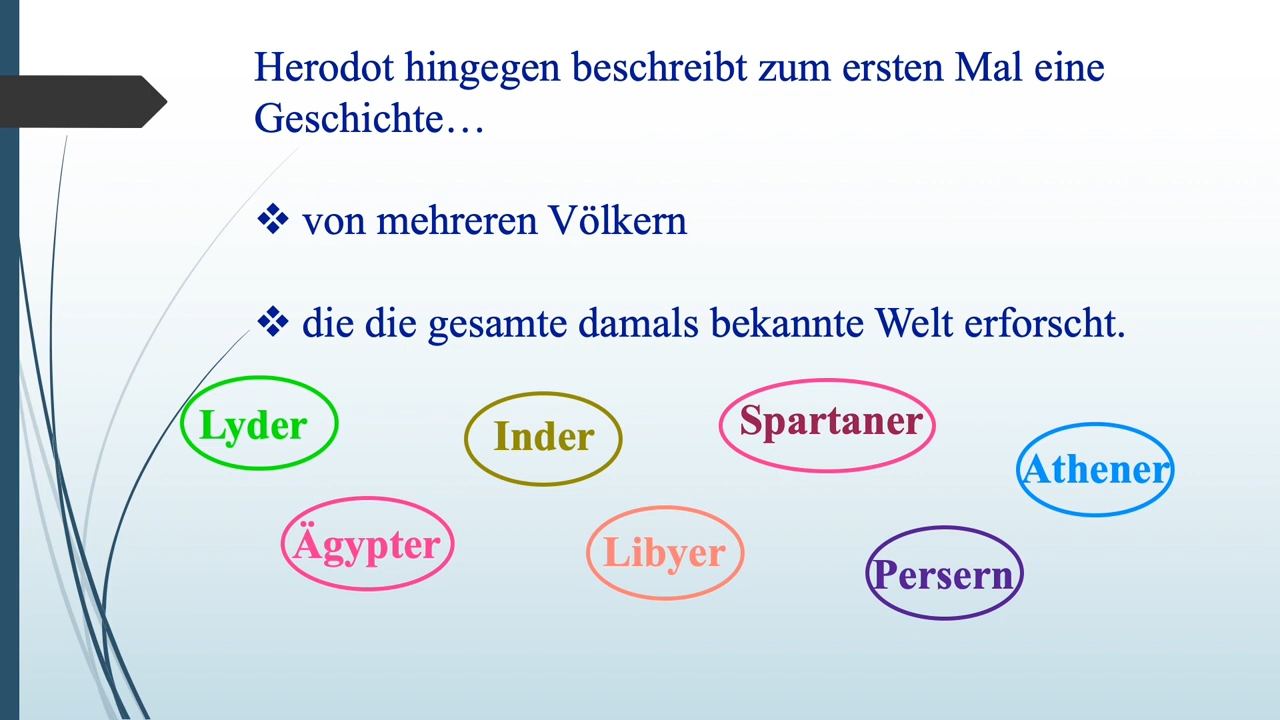 Herodot hingegen beschreibt zum ersten Mal eine
Geschichte…
❖ von mehreren Völkern
❖ die die gesamte damals bekannte Welt erforscht.
Lyder
Inder
Spartaner
Athener
Ägypter
Libyer
Persern